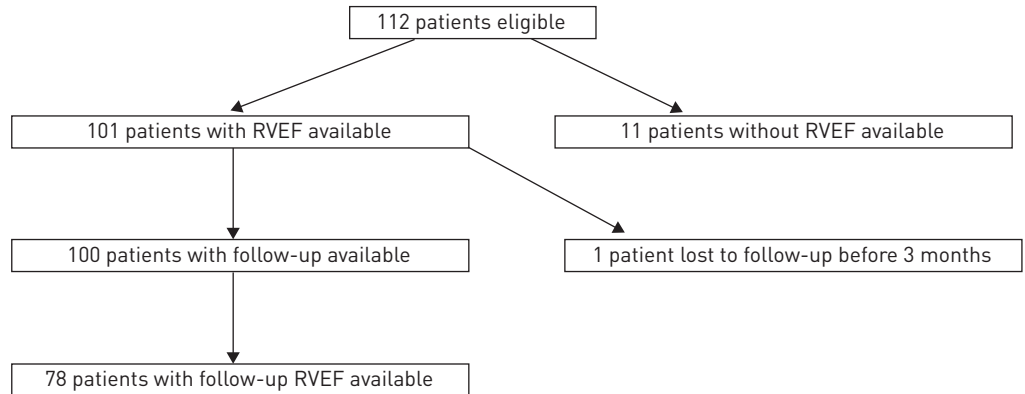 112 patients eligible
101 patients with RVEF available
11 patients without RVEF available
100 patients with follow-up available
1 patient lost to follow-up before 3 months
78 patients with follow-up RVEF available